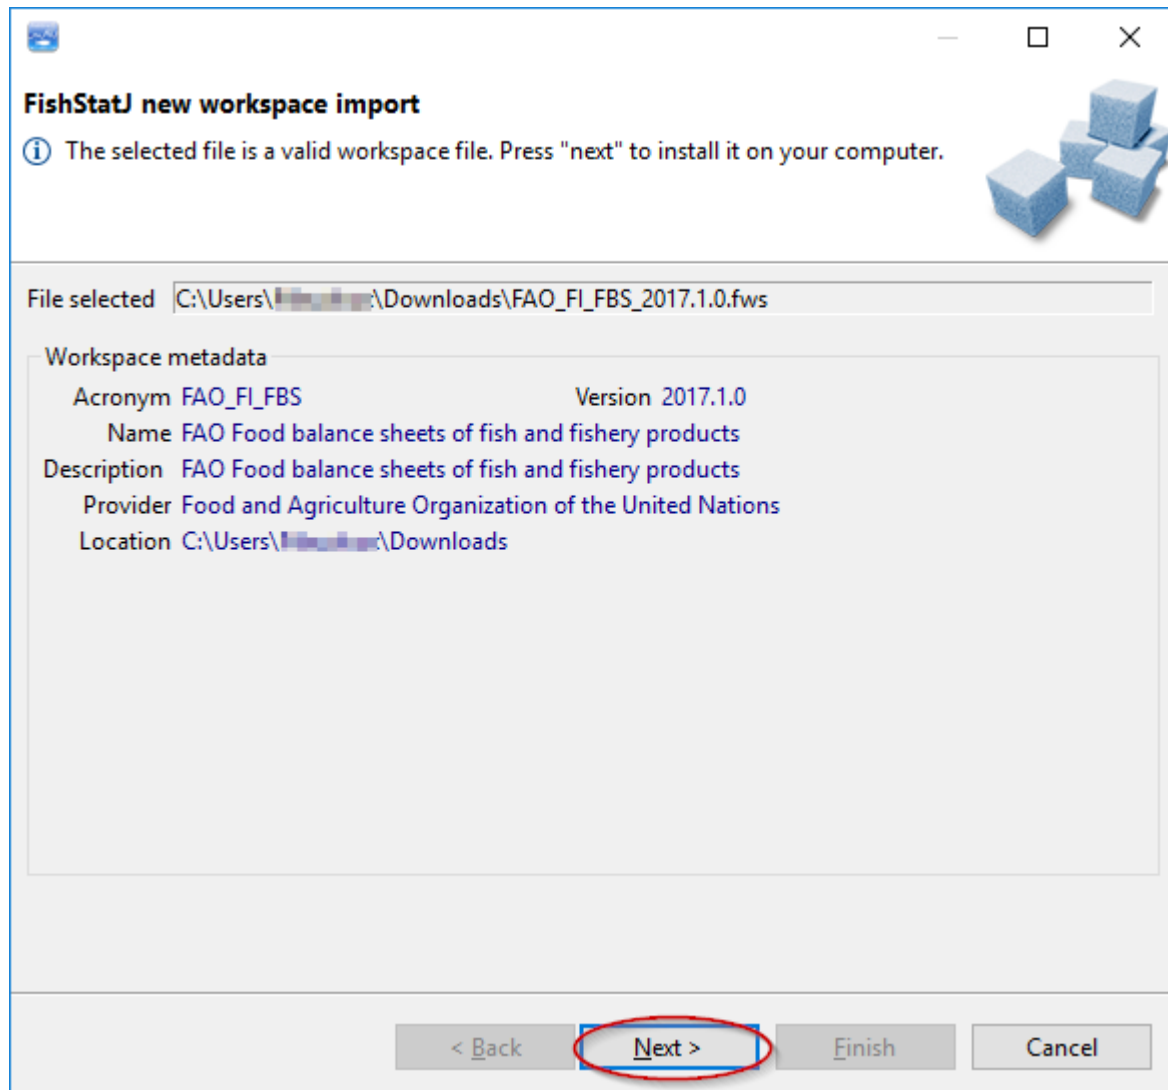 FishStatJ new workspace import
The selected file is a valid workspace file. Press "next" to install it on your computer.
File selected C:\Users\ \Downloads\FAO_FI_FBS_2017.1.0.fws
Workspace metadata
Acronym FAO_FI_FBS Version 2017.1.0
Name FAO Food balance sheets of fish and fishery products
Description FAO Food balance sheets of fish and fishery products
Provider Food and Agriculture Organization of the United Nations
Location C:\Users\ \Downloads
< Back Next > Finish Cancel